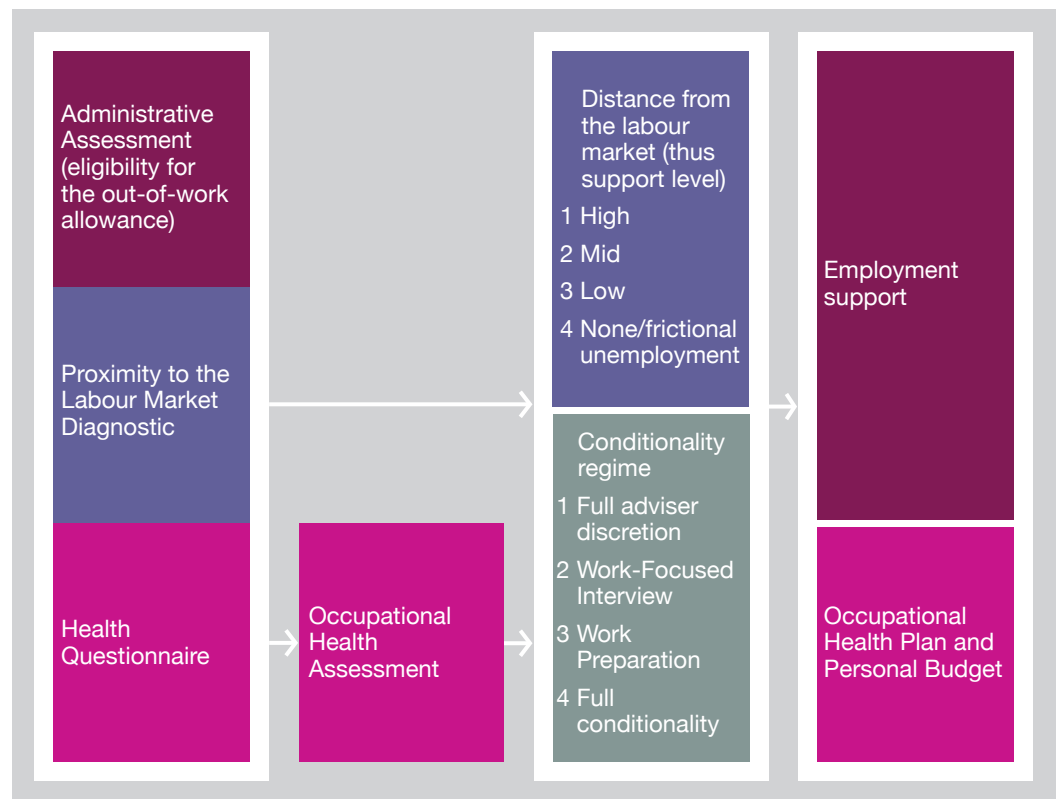 Administrative
Assessment
(eligibility for
the out-of-work
allowance)
Proximity to the
Labour Market
Diagnostic
Health
Questionnaire
Occupational
Health
Assessment
Distance from
the labour
market (thus
support level)
1 High
2 Mid
3 Low
4 None/frictional
unemployment
Conditionality
regime
1 Full adviser
discretion
2 Work-Focused
Interview
3 Work
Preparation
4 Full
conditionality
Employment
support
Occupational
Health Plan and
Personal Budget